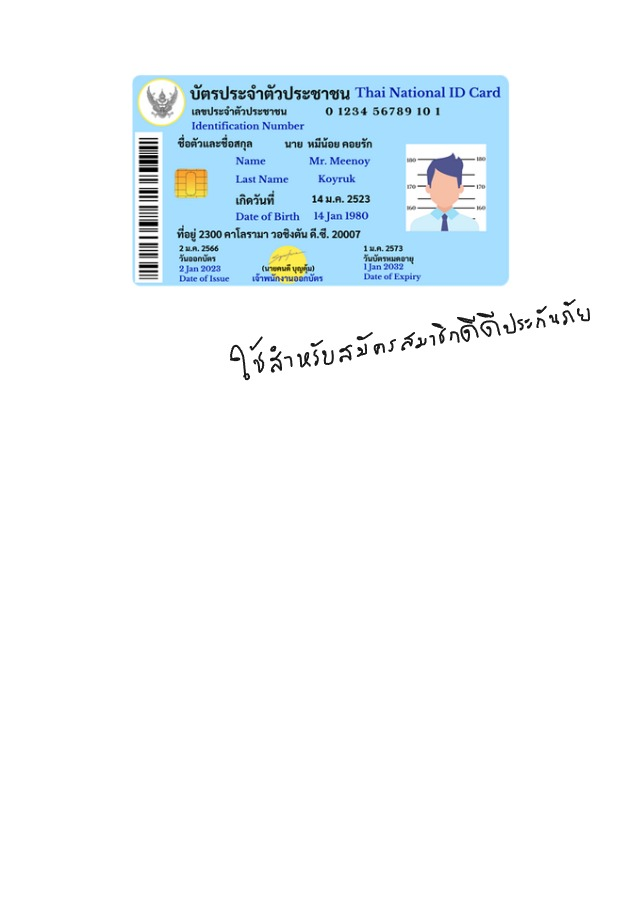 บัตรประจำตัวประชาชน Thai National ID Card
เลขประจำตัวประชาชน 0 1234 56789 10 1
Identification Number
ชื่อตัวและชื่อสกุล นาย หมีน้อย คอยรัก
Name Mr. Meenoy
Last Name Koyruk
เกิดวันที่ 14 ม.ค. 2523
Date of Birth 14 Jan 1980
180 180
170 170
160 160
ที่อยู่ 2300 คาโลรามา วอชิงตัน ดี.ซี. 20007
2 ม.ค. 2566 1 ม.ค. 2573
วันออกบัตร วันบัตรหมดอายุ
2 Jan 2023 (นายคนดี บุญคุ้ม) 1 Jan 2032
Date of Issue เจ้าพนักงานออกบัตร Date of Expiry
ใช้สำหรับสมัครสมาชิกดีดีประกันภัย